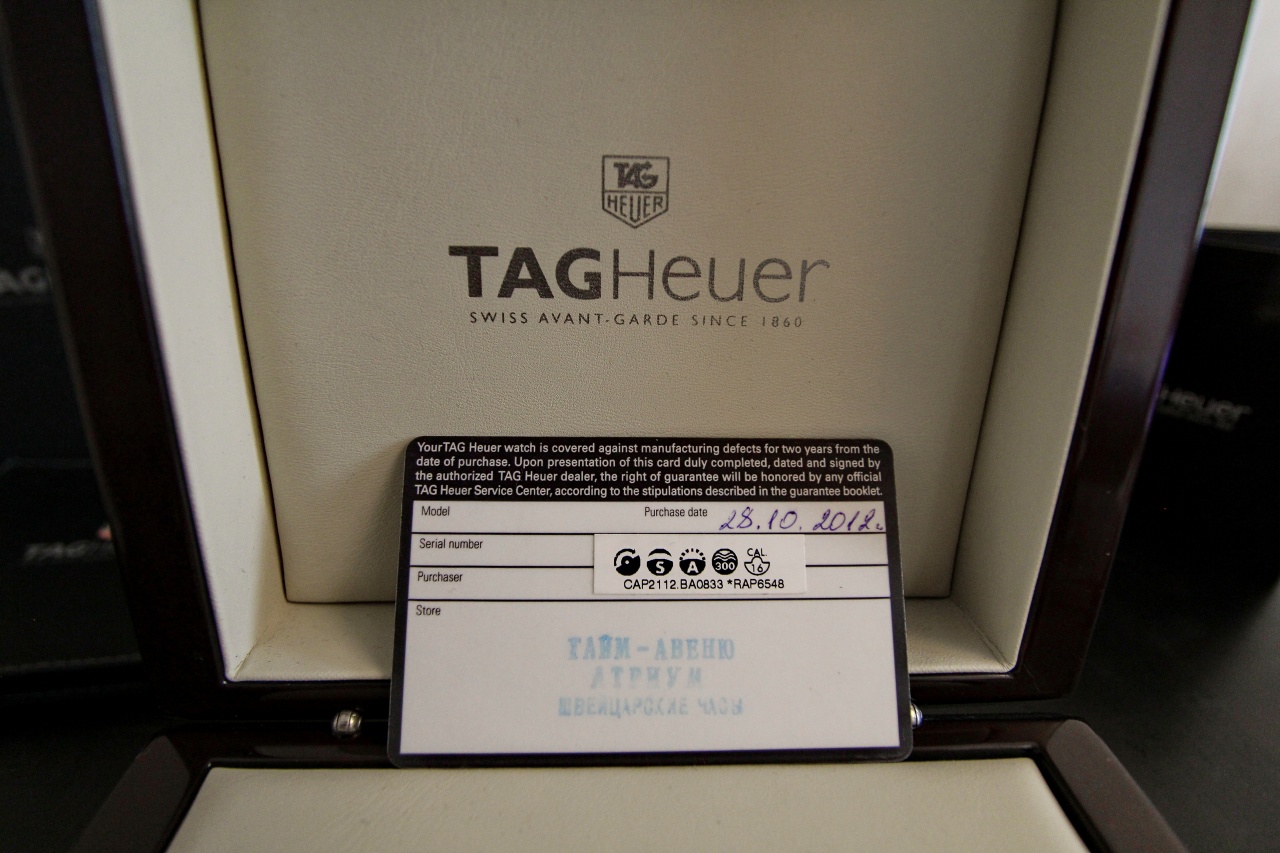 TAG
HEUER
TAGHeuer
SWISS AVANT-GARDE SINCE 1860
YourTAG Heuer watch is covered against manufacturing defects for two years from the
date of purchase. Upon presentation of this card duly completed, dated and signed by
the authorized TAG Heuer dealer, the right of guarantee will be honored by any official
TAG Heuer Service Center, according to the stipulations described in the guarantee booklet.
Model
Purchase date 28.10. 2012г.
Serial number
S A 300 CAL. 16
CAP2112.BA0833 *RAP6548
Purchaser
Store
ТАЙМ-АВЕНЮ
АТРИУМ
ШВЕЙЦАРСКИЕ ЧАСЫ
TAG
TAG
Heuer